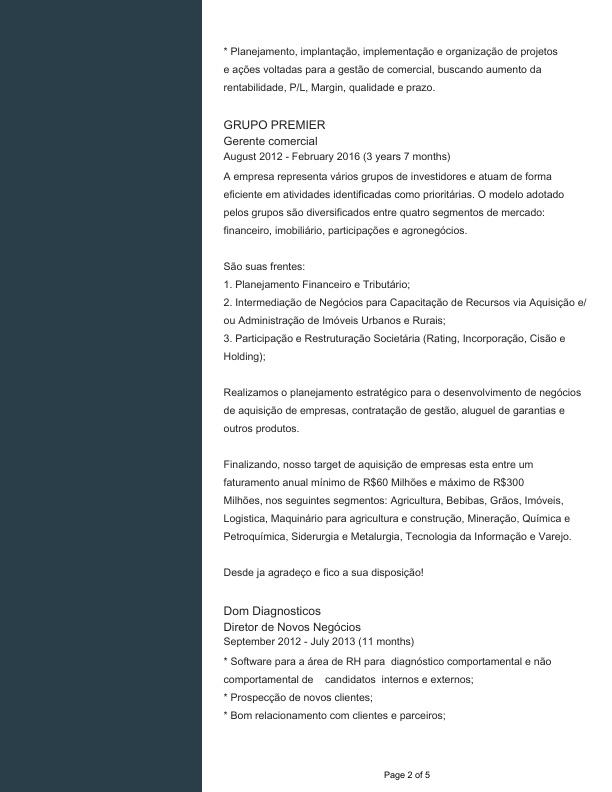 * Planejamento, implantação, implementação e organização de projetos
e ações voltadas para a gestão de comercial, buscando aumento da
rentabilidade, P/L, Margin, qualidade e prazo.
GRUPO PREMIER
Gerente comercial
August 2012 - February 2016 (3 years 7 months)
A empresa representa vários grupos de investidores e atuam de forma
eficiente em atividades identificadas como prioritárias. O modelo adotado
pelos grupos são diversificados entre quatro segmentos de mercado:
financeiro, imobiliário, participações e agronegócios.
São suas frentes:
1. Planejamento Financeiro e Tributário;
2. Intermediação de Negócios para Capacitação de Recursos via Aquisição e/
ou Administração de Imóveis Urbanos e Rurais;
3. Participação e Restruturação Societária (Rating, Incorporação, Cisão e
Holding);
Realizamos o planejamento estratégico para o desenvolvimento de negócios
de aquisição de empresas, contratação de gestão, aluguel de garantias e
outros produtos.
Finalizando, nosso target de aquisição de empresas esta entre um
faturamento anual mínimo de R$60 Milhões e máximo de R$300
Milhões, nos seguintes segmentos: Agricultura, Bebibas, Grãos, Imóveis,
Logistica, Maquinário para agricultura e construção, Mineração, Química e
Petroquímica, Siderurgia e Metalurgia, Tecnologia da Informação e Varejo.
Desde ja agradeço e fico a sua disposição!
Dom Diagnosticos
Diretor de Novos Negócios
September 2012 - July 2013 (11 months)
* Software para a área de RH para  diagnóstico comportamental e não
comportamental de    candidatos  internos e externos;
* Prospecção de novos clientes;
* Bom relacionamento com clientes e parceiros;
Page 2 of 5